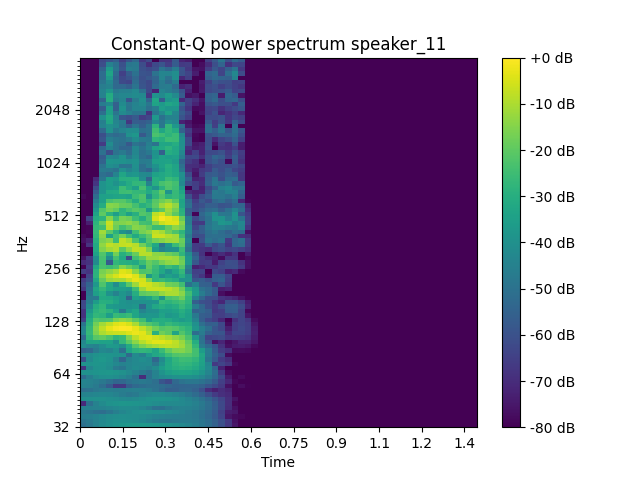 Constant-Q power spectrum speaker_11
Hz
2048
1024
512
256
128
64
32
0 0.15 0.3 0.45 0.6 0.75 0.9 1.1 1.2 1.4
Time
+0 dB
-10 dB
-20 dB
-30 dB
-40 dB
-50 dB
-60 dB
-70 dB
-80 dB